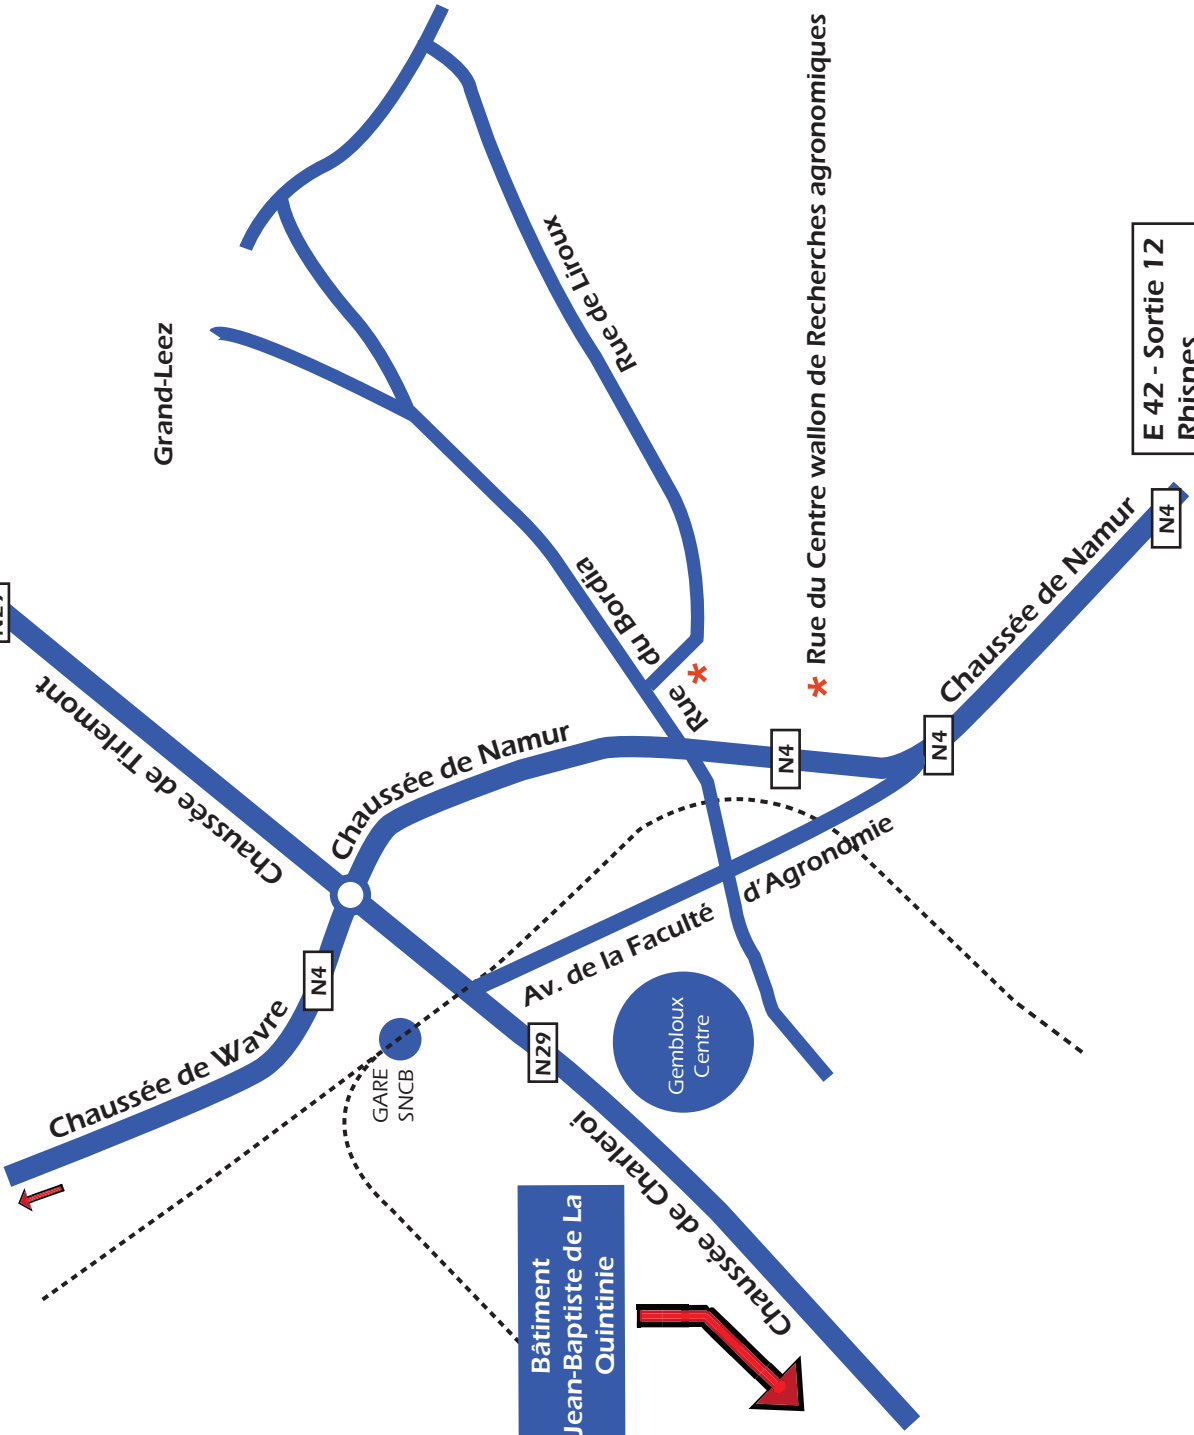 Grand-Leez
Rue de Liroux
* Rue du Centre wallon de Recherches agronomiques
E 42 - Sortie 12
Rhisnes
Chaussée de Tirlemont
Rue du Bordia
*
Chaussée de Namur
N4
Chaussée de Namur
N4
N4
Chaussée de Wavre
N4
Av. de la Faculté d'Agronomie
GARE
SNCB
N29
Gembloux
Centre
Chaussée de Charleroi
Bâtiment
Jean-Baptiste de La
Quintinie